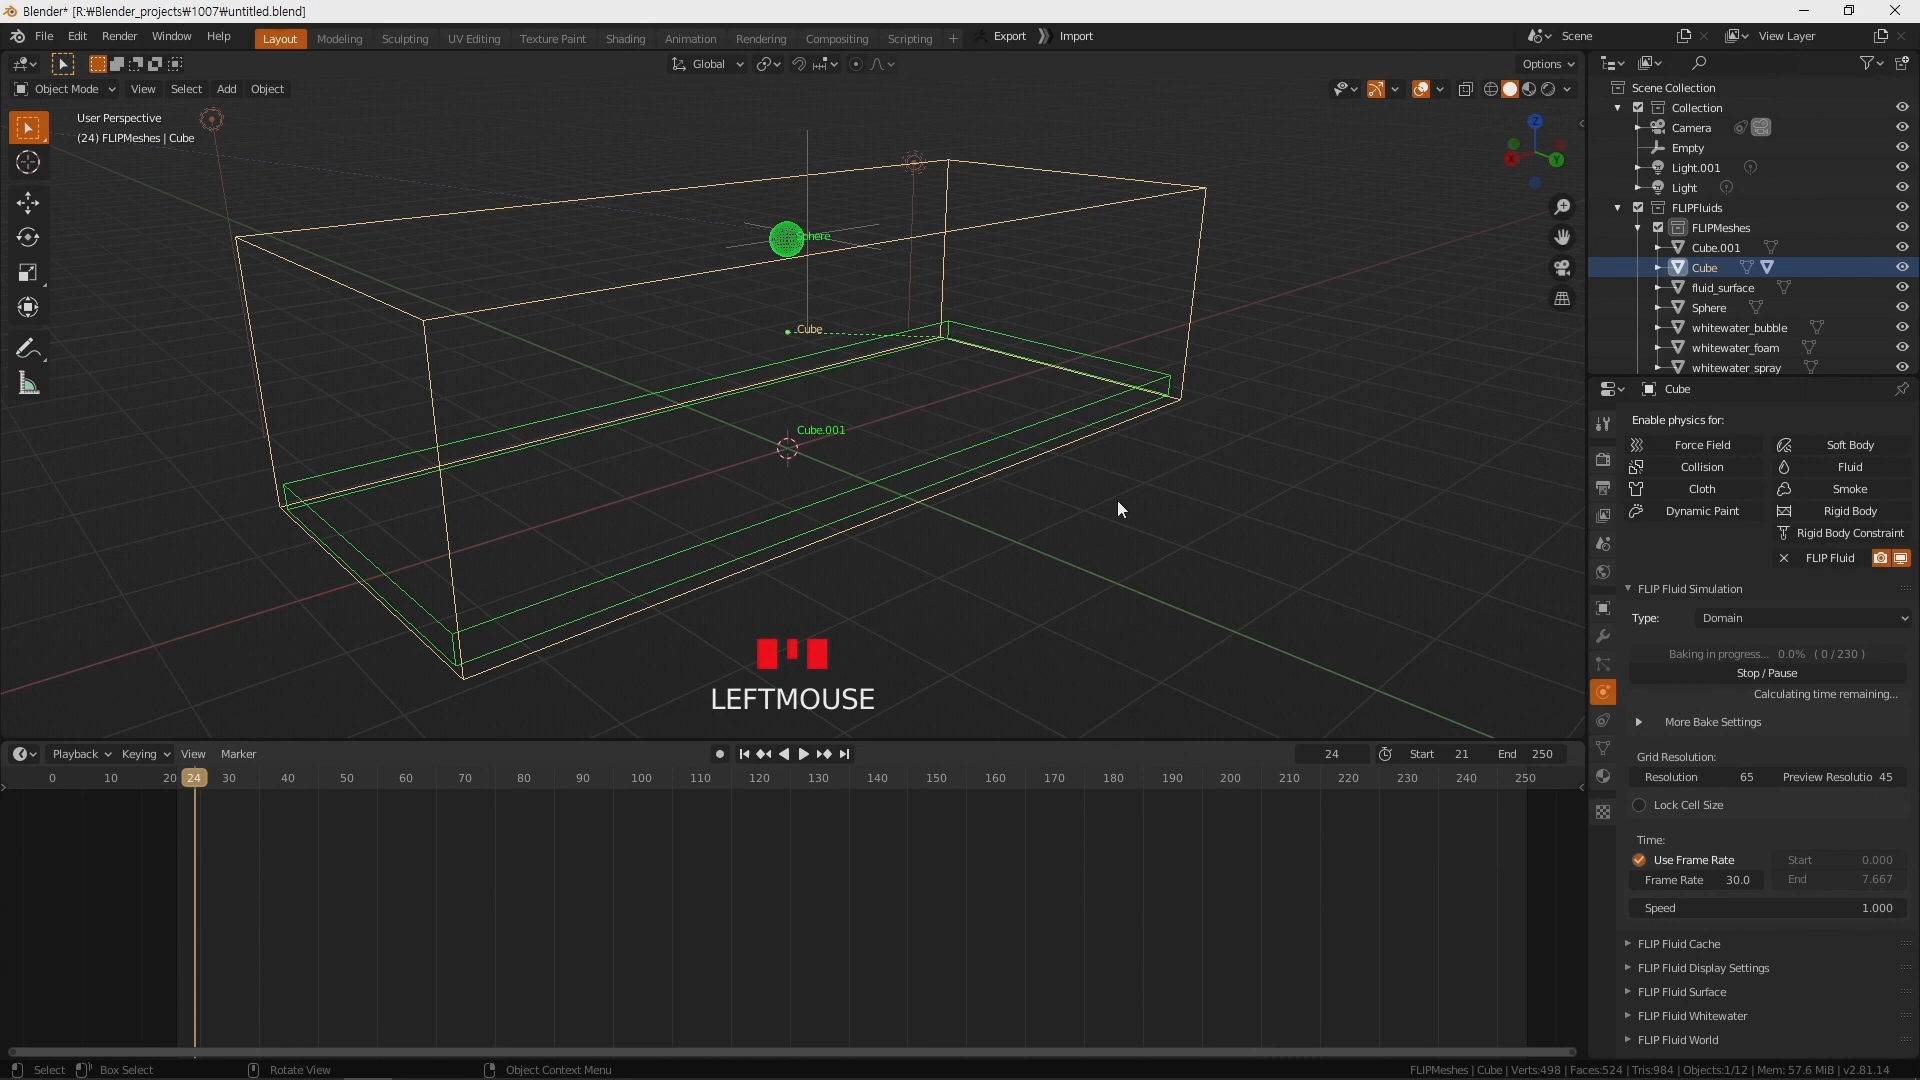 Blender* [R:₩Blender_projects₩1007₩untitled.blend]
File Edit Render Window Help Layout Modeling Sculpting UV Editing Texture Paint Shading Animation Rendering Compositing Scripting + Export Import Scene View Layer
Global Options
Object Mode View Select Add Object
User Perspective
(24) FLIPMeshes | Cube
Z
X Y
Sphere
Cube
Cube.001
LEFTMOUSE
Scene Collection
Collection
Camera
Empty
Light.001
Light
FLIPFluids
FLIPMeshes
Cube.001
Cube
fluid_surface
Sphere
whitewater_bubble
whitewater_foam
whitewater_spray
Cube
Enable physics for:
Force Field Soft Body
Collision Fluid
Cloth Smoke
Dynamic Paint Rigid Body
Rigid Body Constraint
FLIP Fluid
FLIP Fluid Simulation
Type: Domain
Baking in progress... 0.0% ( 0 / 230 )
Stop / Pause
Calculating time remaining...
More Bake Settings
Grid Resolution:
Resolution 65 Preview Resolutio 45
Lock Cell Size
Time:
Use Frame Rate Start 0.000
Frame Rate 30.0 End 7.667
Speed 1.000
FLIP Fluid Cache
FLIP Fluid Display Settings
FLIP Fluid Surface
FLIP Fluid Whitewater
FLIP Fluid World
Playback Keying View Marker 24 Start 21 End 250
0 10 20 24 30 40 50 60 70 80 90 100 110 120 130 140 150 160 170 180 190 200 210 220 230 240 250
Select Box Select Rotate View Object Context Menu FLIPMeshes | Cube | Verts:498 | Faces:524 | Tris:984 | Objects:1/12 | Mem: 57.6 MiB | v2.81.14